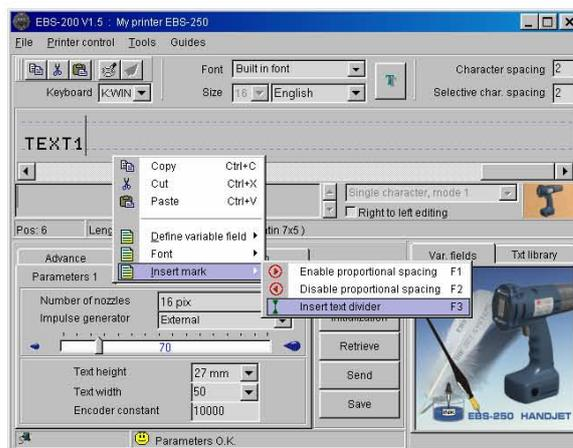 EBS-200 V1.5 : My printer EBS-250
File Printer control Tools Guides
Font Built in font Character spacing 2
Keyboard K:WIN Size 16 English Selective char. spacing 2
TEXT1
Copy Ctrl+C
Cut Ctrl+X
Paste Ctrl+V
Single character, mode 1
Right to left editing
Pos: 6 tin 7x5 )
Define variable field
Font
Insert mark
Advance Var. fields Txt library
Parameters 1
Enable proportional spacing F1
Disable proportional spacing F2
Insert text divider F3
Number of nozzles 16 pix
Impulse generator External
70
Retrieve
Text height 27 mm
Send
Text width 50
Encoder constant 10000
Save
EBS-250 HANDJET
Parameters O.K.